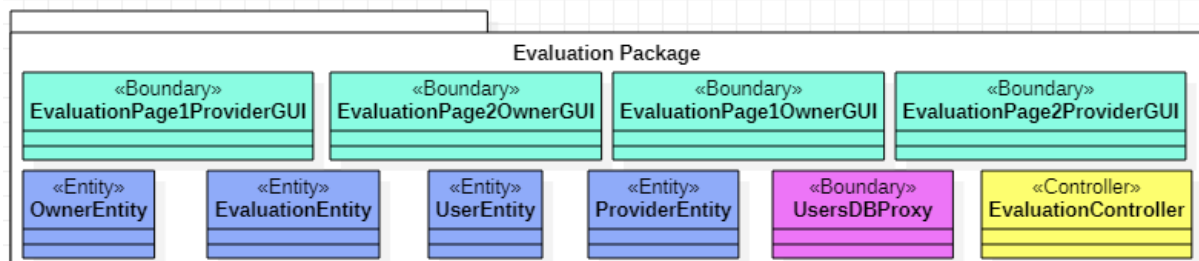 Evaluation Package
«Boundary»
EvaluationPage1ProviderGUI
«Boundary»
EvaluationPage2OwnerGUI
«Boundary»
EvaluationPage1OwnerGUI
«Boundary»
EvaluationPage2ProviderGUI
«Entity»
OwnerEntity
«Entity»
EvaluationEntity
«Entity»
UserEntity
«Entity»
ProviderEntity
«Boundary»
UsersDBProxy
«Controller»
EvaluationController